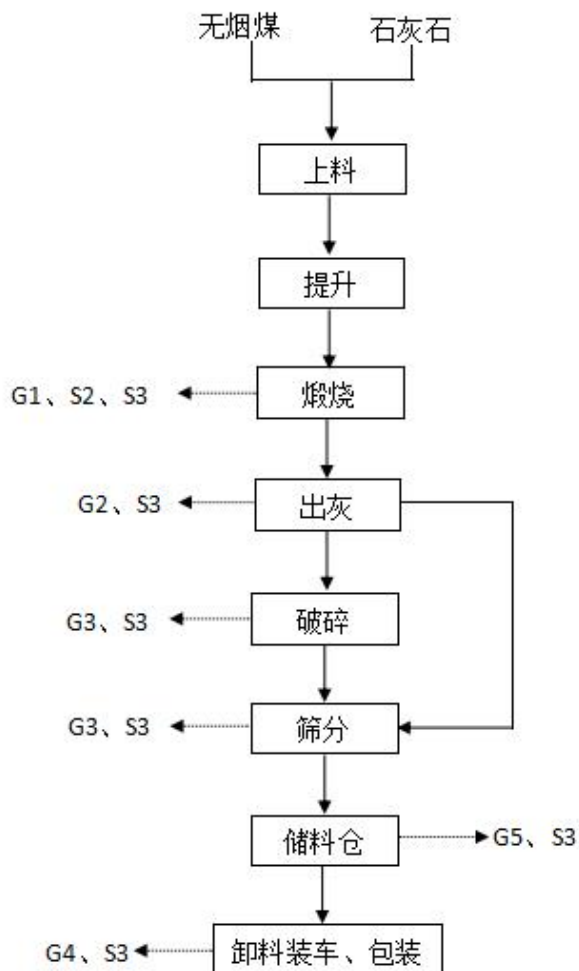 无烟煤 石灰石
上料
提升
G1、S2、S3 煅烧
G2、S3 出灰
G3、S3 破碎
G3、S3 筛分
储料仓 G5、S3
G4、S3 卸料装车、包装